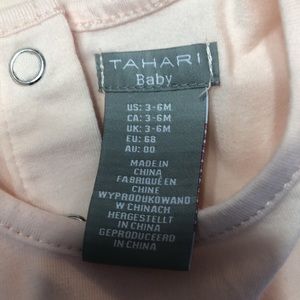 TAHARI
Baby
US: 3-6M
CA: 3-6M
UK: 3-6M
EU: 68
AU: 00
MADE IN
CHINA
FABRIQUÉ EN
CHINE
WYPRODUKOWANO
W CHINACH
HERGESTELLT
IN CHINA
GEPRODUCEERD
IN CHINA